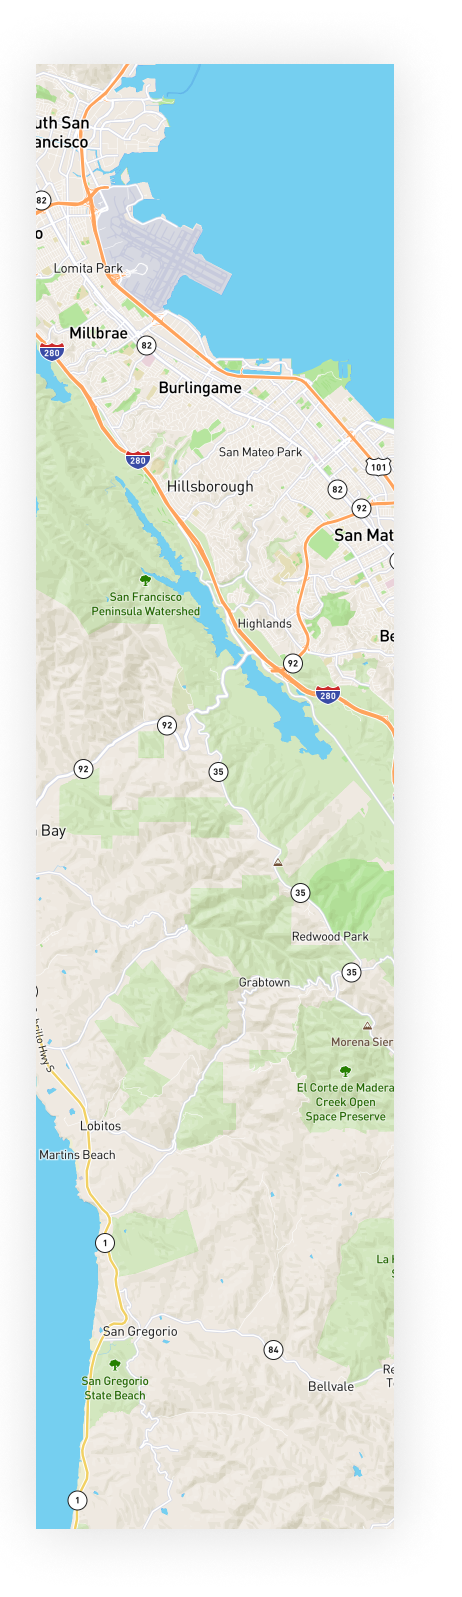 uth San
ancisco
82
o
Lomita Park
Millbrae
82
280
Burlingame
San Mateo Park
280
101
Hillsborough
82
92
San Mat
San Francisco
Peninsula Watershed
Highlands
Be
92
280
92
35
92
Bay
35
Redwood Park
35
Grabtown
Morena Sier
illo Hwy S
El Corte de Madera
Creek Open
Space Preserve
Lobitos
Martins Beach
1
La
San Gregorio
84
Re
San Gregorio
State Beach
Bellvale
1